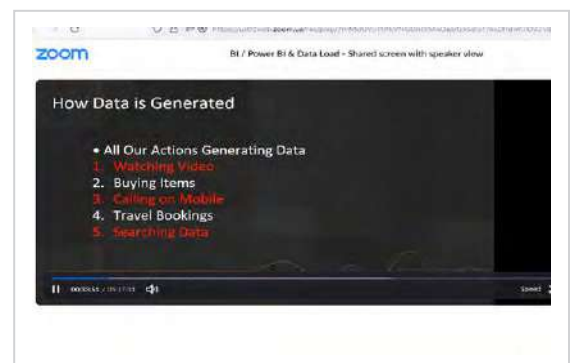 zoom
BI / Power BI & Data Load - Shared screen with speaker view
How Data is Generated
• All Our Actions Generating Data
1. Watching Video
2. Buying Items
3. Calling on Mobile
4. Travel Bookings
5. Searching Data
Speed